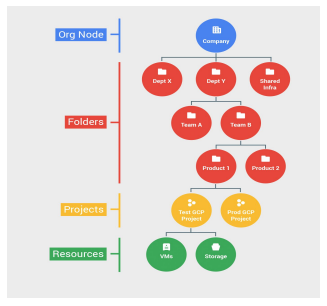 Org Node
Company
Dept X
Dept Y
Shared
Infra
Folders
Team A
Team B
Product 1
Product 2
Projects
Test GCP
Project
Prod GCP
Project
Resources
VMs
Storage